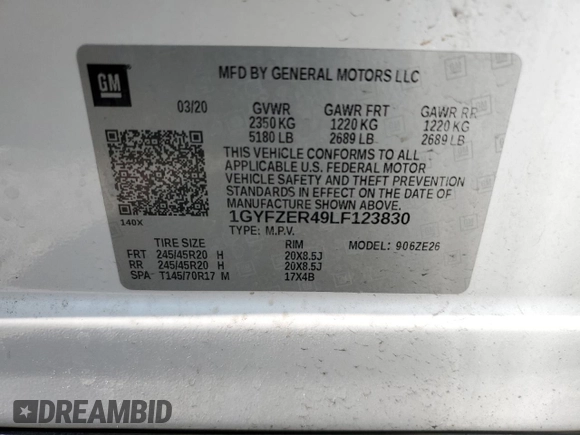 GM
MFD BY GENERAL MOTORS LLC
03/20 GVWR GAWR FRT GAWR RR
2350 KG 1220 KG 1220 KG
5180 LB 2689 LB 2689 LB
THIS VEHICLE CONFORMS TO ALL
APPLICABLE U.S. FEDERAL MOTOR
VEHICLE SAFETY AND THEFT PREVENTION
STANDARDS IN EFFECT ON THE DATE OF
MANUFACTURE SHOWN ABOVE.
140X
1GYFZER49LF123830
TYPE: M.P.V. MODEL: 906ZE26
TIRE SIZE RIM
FRT 245/45R20 H 20X8.5J
RR 245/45R20 H 20X8.5J
SPA T145/70R17 M 17X4B
DREAMBID